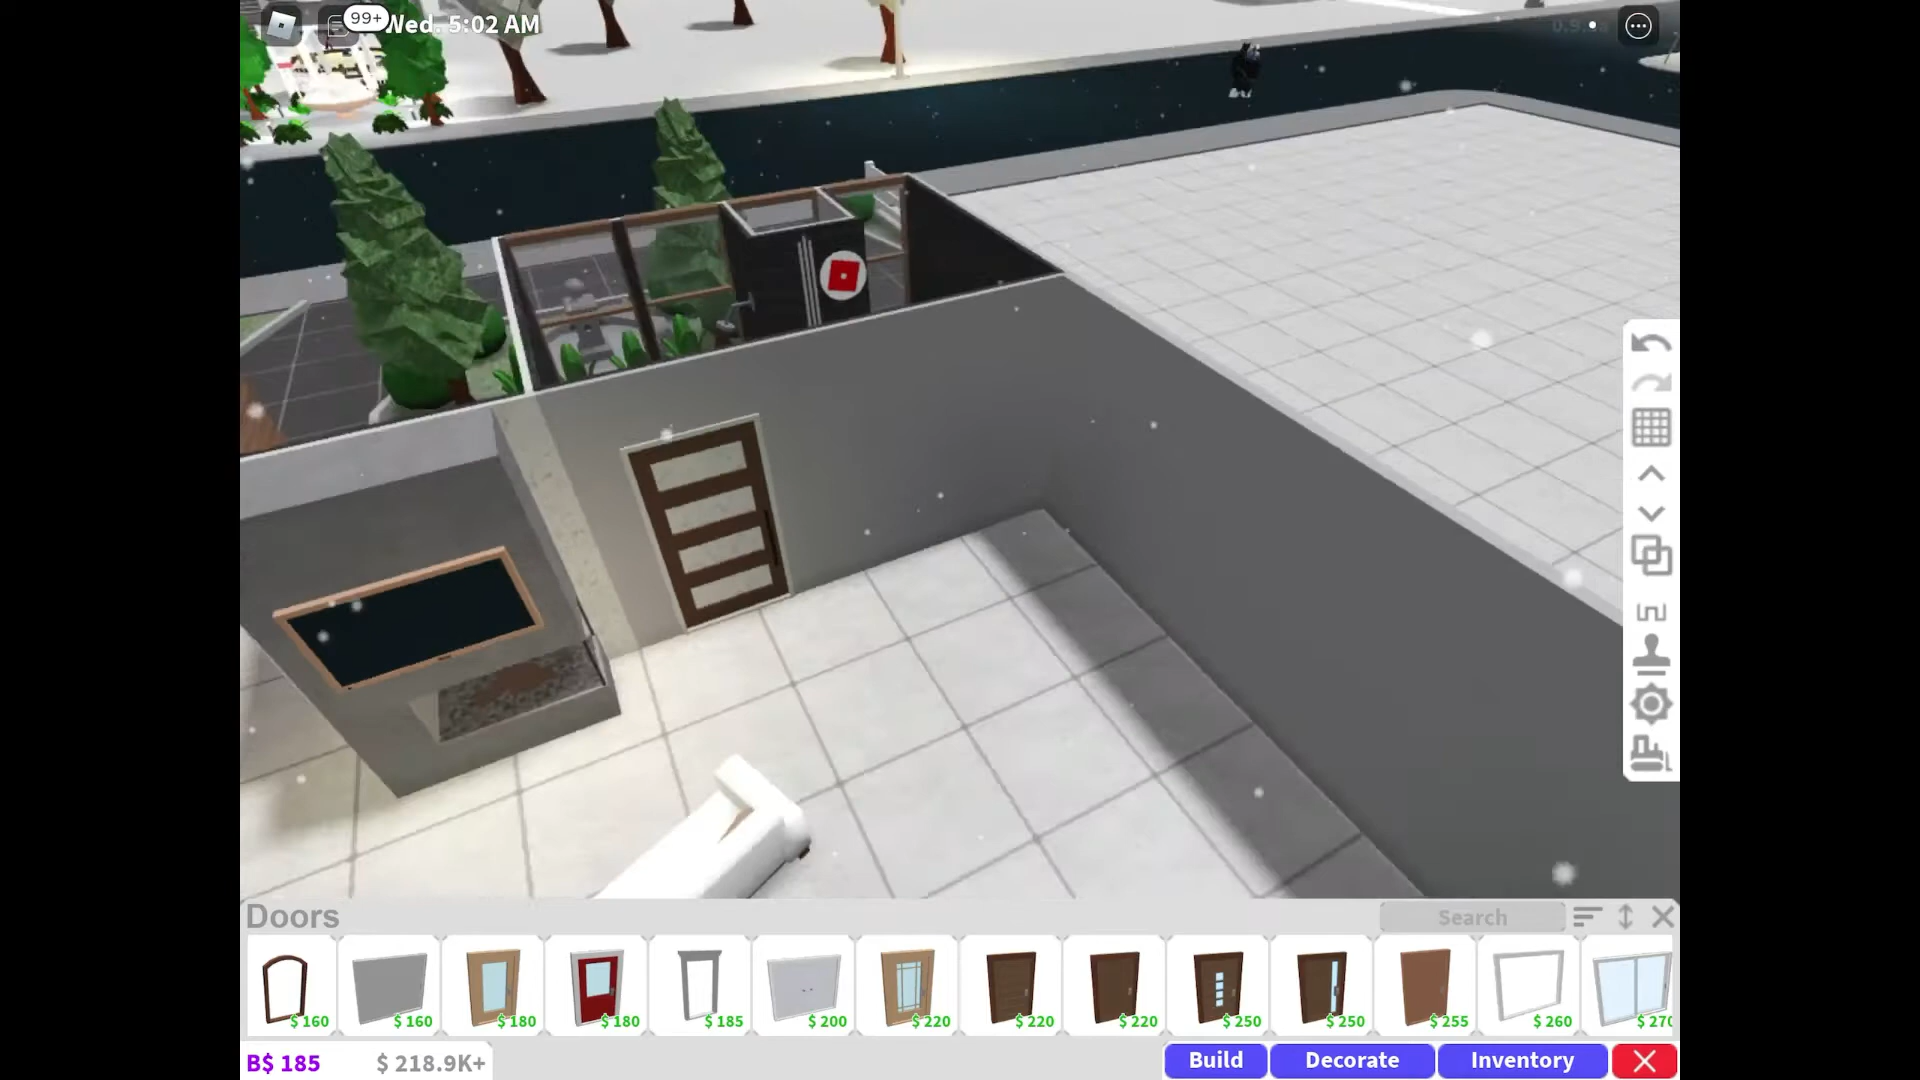 99+
Wed. 5:02 AM
Doors
Search
$ 160
$ 160
$ 180
$ 180
$ 185
$ 200
$ 220
$ 220
$ 220
$ 250
$ 250
$ 255
$ 260
$ 270
B$ 185
$ 218.9K+
Build
Decorate
Inventory